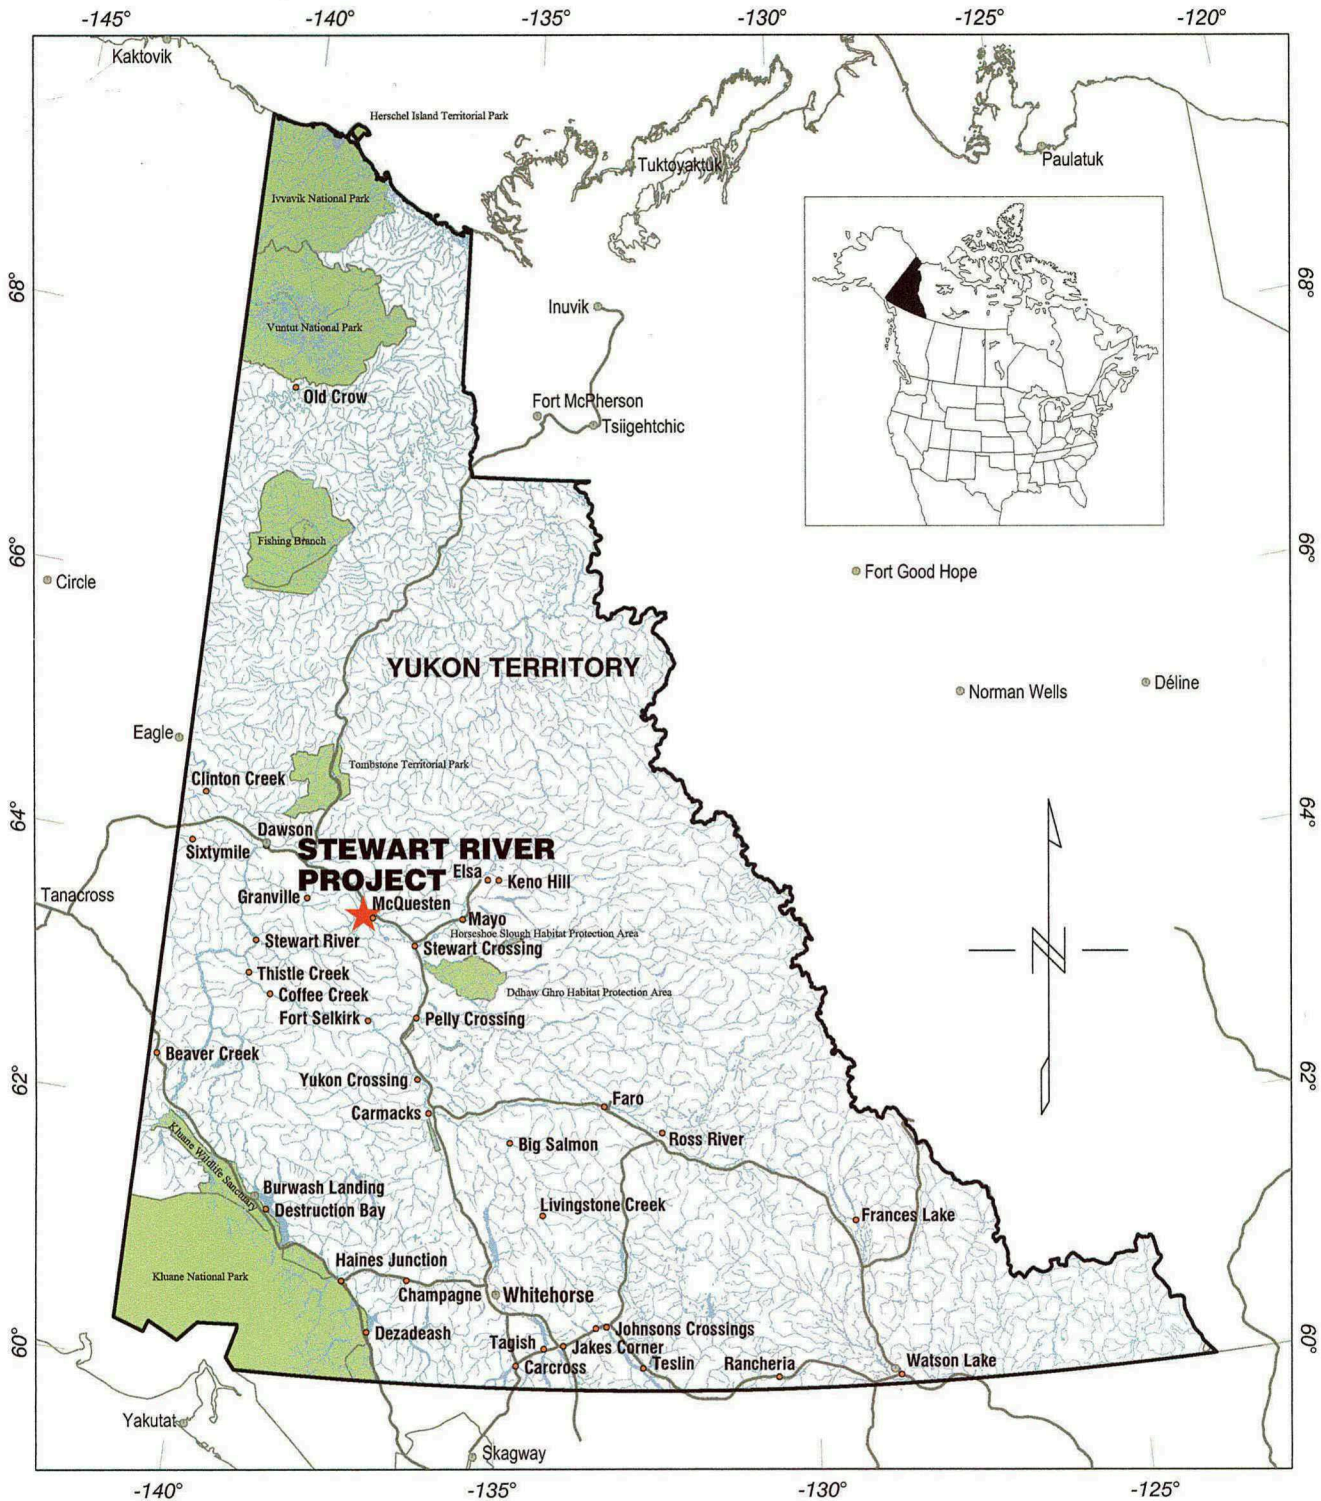 -145°
-140°
-135°
-130°
-125°
-120°
Kaktovik
Herschel Island Territorial Park
Tuktoyaktuk
Paulatuk
Ivvavik National Park
68°
68°
Inuvik
Vuntut National Park
Old Crow
Fort McPherson
Tsiigehtchic
Fishing Branch
66°
66°
Circle
Fort Good Hope
YUKON TERRITORY
Norman Wells
Déline
Eagle
Tombstone Territorial Park
Clinton Creek
64°
64°
Dawson
Sixtymile
STEWART RIVER
PROJECT
Elsa
Keno Hill
Tanacross
Granville
McQuesten
Mayo
Horseshoe Slough Habitat Protection Area
Stewart River
Stewart Crossing
N
Thistle Creek
Coffee Creek
Ddhaw Ghro Habitat Protection Area
Fort Selkirk
Pelly Crossing
Beaver Creek
62°
62°
Yukon Crossing
Carmacks
Faro
Ross River
Big Salmon
Kluane Wildlife Sanctuary
Burwash Landing
Destruction Bay
Livingstone Creek
Frances Lake
Haines Junction
Kluane National Park
Champagne
Whitehorse
Dezadeash
Johnsons Crossings
60°
60°
Tagish
Jakes Corner
Carcross
Teslin
Rancheria
Watson Lake
Yakutat
Skagway
-140°
-135°
-130°
-125°